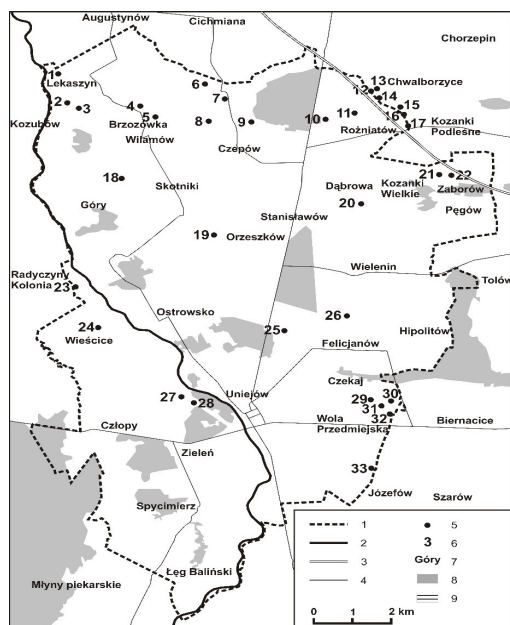 Augustynów
Cichmiana
Chorzepin
1
Lekaszyn
2
3
Kozubów
4
5
Brzozówka
Wilamów
6
7
8
9
Czepów
10
11
Rożniatów
12
13
14
Chwalborzyce
15
16
17
Kozanki
Podleśne
18
Skotniki
Góry
Dąbrowa
20
Kozanki
Wielkie
21
22
Zaborów
Pęgów
Stanisławów
19
Orzeszków
Radyczyny
Kolonia
23
Wielenin
Tolów
24
Wieścice
Ostrowsko
25
26
Hipolitów
Felicjanów
Czekaj
27
28
Uniejów
29
30
31
32
Wola
Przedmiejska
Biernacice
Człopy
Zieleń
33
Józefów
Szarów
Spycimierz
Łęg Baliński
Młyny piekarskie
1
2
3
4
5
3
6
Góry
7
8
9
0
1
2 km